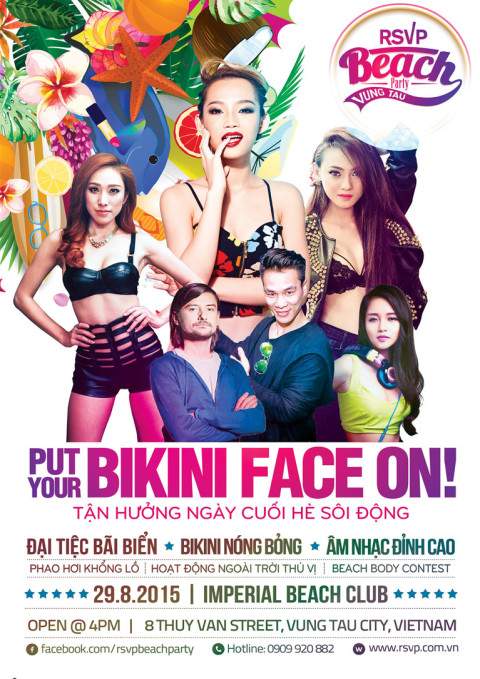 RSVP
Beach
Party
VUNG TAU
PUT YOUR BIKINI FACE ON!
TẬN HƯỞNG NGÀY CUỐI HÈ SÔI ĐỘNG
ĐẠI TIỆC BÃI BIỂN ★ BIKINI NÓNG BỎNG ★ ÂM NHẠC ĐỈNH CAO
PHAO HƠI KHỔNG LỒ | HOẠT ĐỘNG NGOÀI TRỜI THÚ VỊ | BEACH BODY CONTEST
★★★★★ 29.8.2015 | IMPERIAL BEACH CLUB ★★★★★
OPEN @ 4PM | 8 THUY VAN STREET, VUNG TAU CITY, VIETNAM
facebook.com/rsvpbeachparty Hotline: 0909 920 882 www.rsvp.com.vn